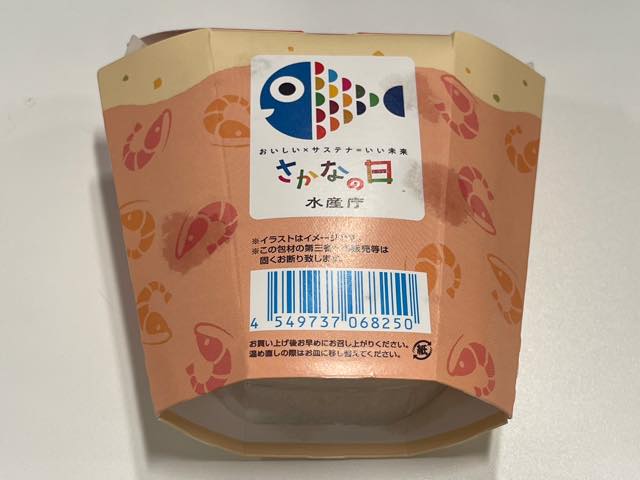 おいしい×サステナ=いい未来
さかなの日
水産庁
※イラストはイメージです。
※この包材の第三者 販売等は
固くお断り致します
4 549737 068250
お買い上げ後お早めにお召し上がりください。
温め直しの際はお皿に移し替えてください。
紙